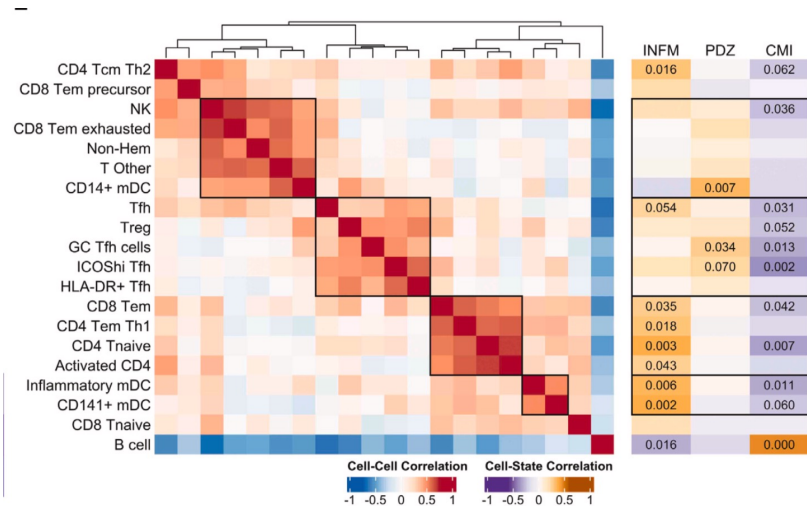 INFM PDZ CMI
CD4 Tcm Th2 0.016 0.062
CD8 Tem precursor
NK 0.036
CD8 Tem exhausted
Non-Hem
T Other
CD14+ mDC 0.007
Tfh 0.054 0.031
Treg 0.052
GC Tfh cells 0.034 0.013
ICOShi Tfh 0.070 0.002
HLA-DR+ Tfh
CD8 Tem 0.035 0.042
CD4 Tem Th1 0.018
CD4 Tnaive 0.003 0.007
Activated CD4 0.043
Inflammatory mDC 0.006 0.011
CD141+ mDC 0.002 0.060
CD8 Tnaive
B cell 0.016 0.000
Cell-Cell Correlation Cell-State Correlation
-1 -0.5 0 0.5 1 -1 -0.5 0 0.5 1